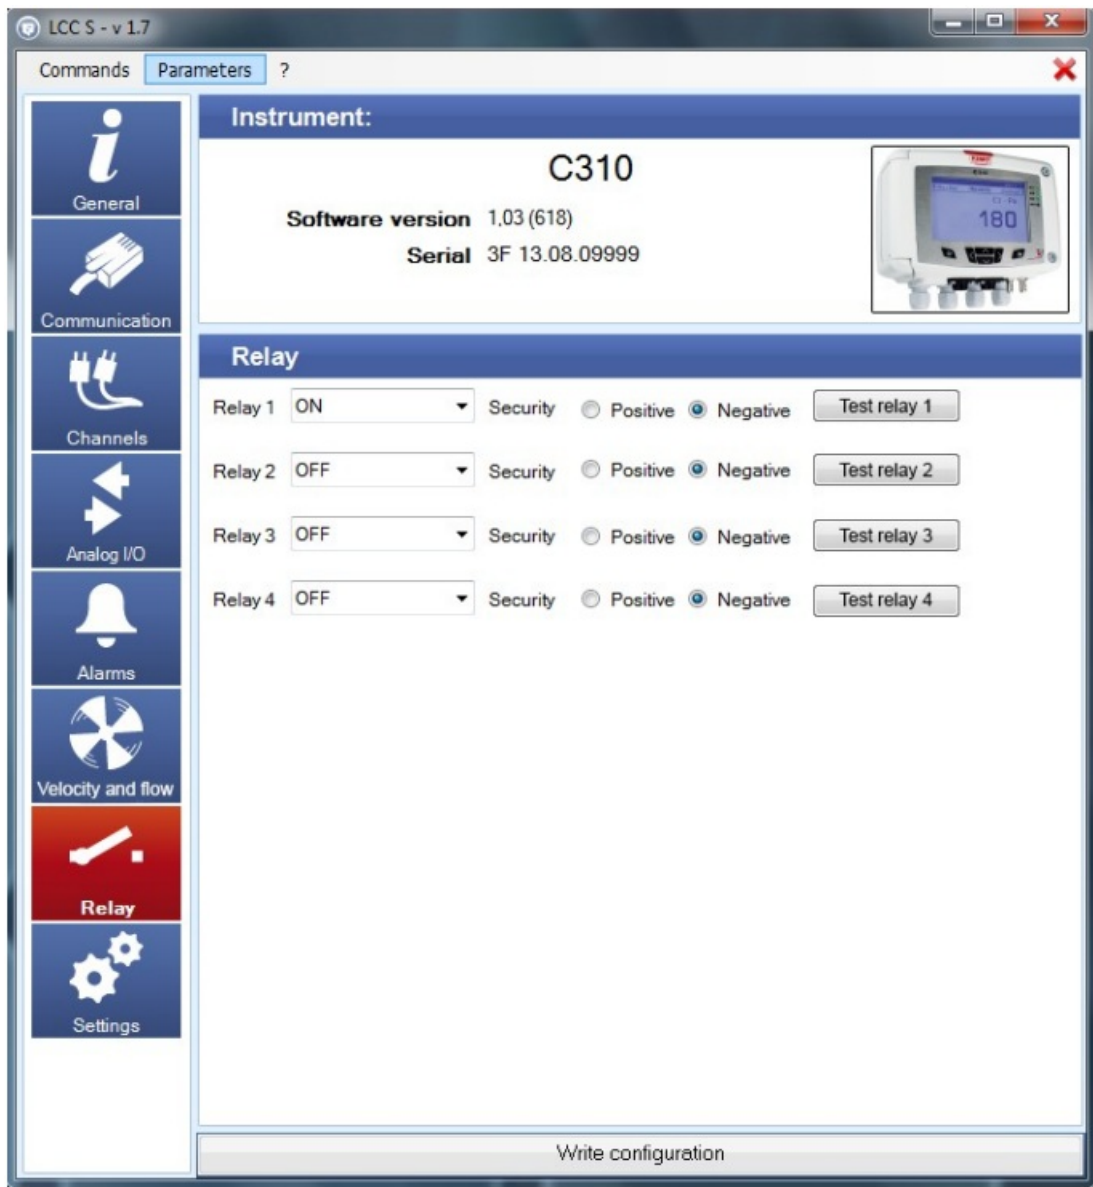 LCC S - v 1.7
Commands Parameters ?
Instrument:
C310
Software version 1,03 (618)
Serial 3F 13.08.09999
180
General
Communication
Channels
Analog I/O
Alarms
Velocity and flow
Relay
Settings
Relay
Relay 1 ON Security Positive Negative Test relay 1
Relay 2 OFF Security Positive Negative Test relay 2
Relay 3 OFF Security Positive Negative Test relay 3
Relay 4 OFF Security Positive Negative Test relay 4
Write configuration